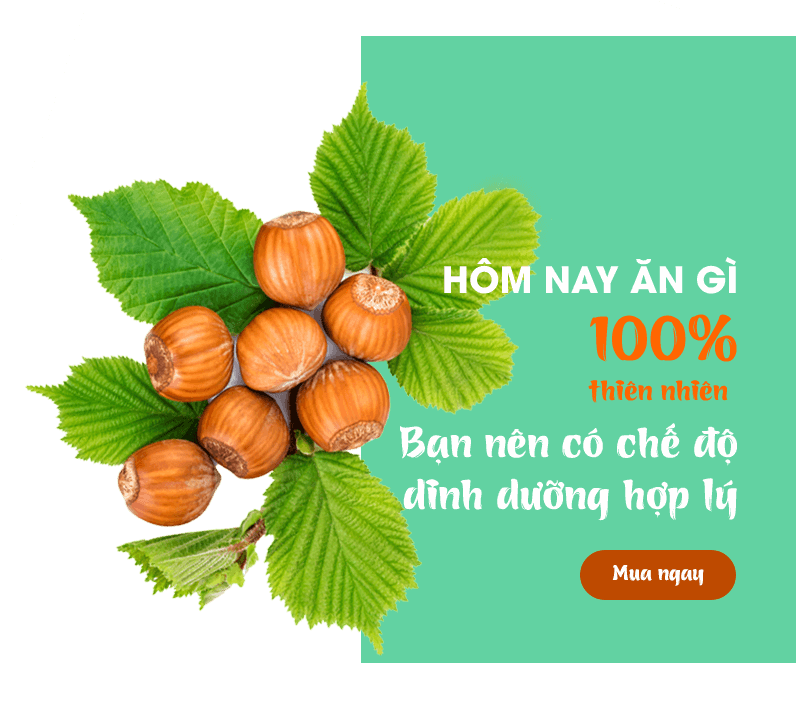 HÔM NAY ĂN GÌ
100%
thiên nhiên
Bạn nên có chế độ
dinh dưỡng hợp lý
Mua ngay